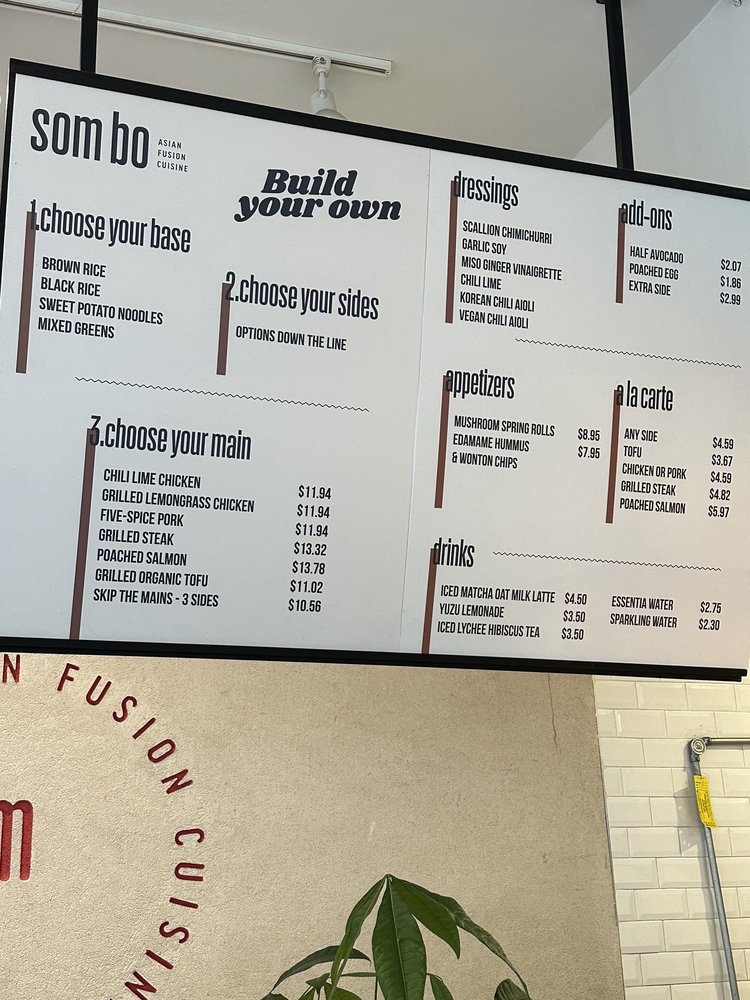 som bo
ASIAN
FUSION
CUISINE
Build
your own
1.choose your base
BROWN RICE
BLACK RICE
SWEET POTATO NOODLES
MIXED GREENS
2.choose your sides
OPTIONS DOWN THE LINE
3.choose your main
CHILI LIME CHICKEN $11.94
GRILLED LEMONGRASS CHICKEN $11.94
FIVE-SPICE PORK $11.94
GRILLED STEAK $13.32
POACHED SALMON $13.78
GRILLED ORGANIC TOFU $11.02
SKIP THE MAINS - 3 SIDES $10.56
dressings
SCALLION CHIMICHURRI
GARLIC SOY
MISO GINGER VINAIGRETTE
CHILI LIME
KOREAN CHILI AIOLI
VEGAN CHILI AIOLI
add-ons
HALF AVOCADO $2.07
POACHED EGG $1.86
EXTRA SIDE $2.99
appetizers
MUSHROOM SPRING ROLLS $8.95
EDAMAME HUMMUS $7.95
& WONTON CHIPS
a la carte
ANY SIDE $4.59
TOFU $3.67
CHICKEN OR PORK $4.59
GRILLED STEAK $4.82
POACHED SALMON $5.97
drinks
ICED MATCHA OAT MILK LATTE $4.50
YUZU LEMONADE $3.50
ICED LYCHEE HIBISCUS TEA $3.50
ESSENTIA WATER $2.75
SPARKLING WATER $2.30
N FUSION CUISIN
m